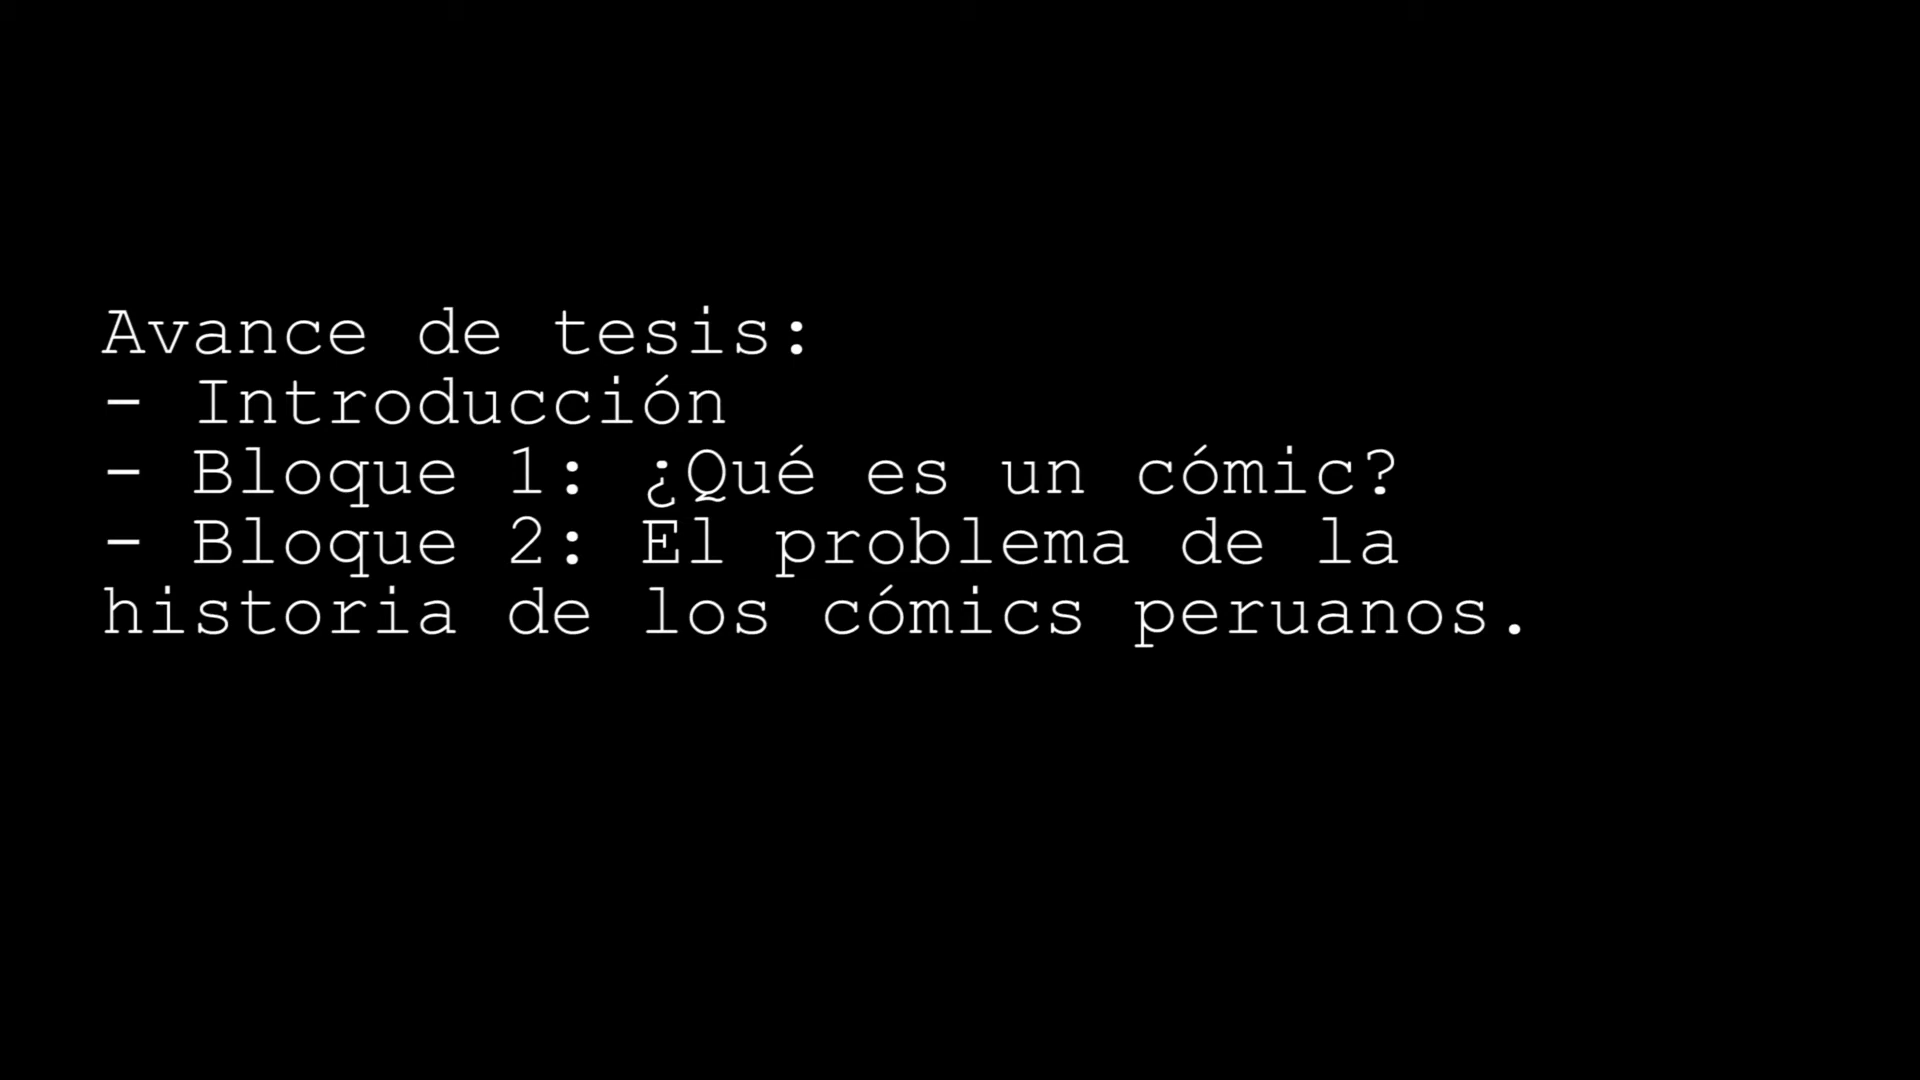 Avance de tesis:
- Introducción
- Bloque 1: ¿Qué es un cómic?
- Bloque 2: El problema de la
historia de los cómics peruanos.